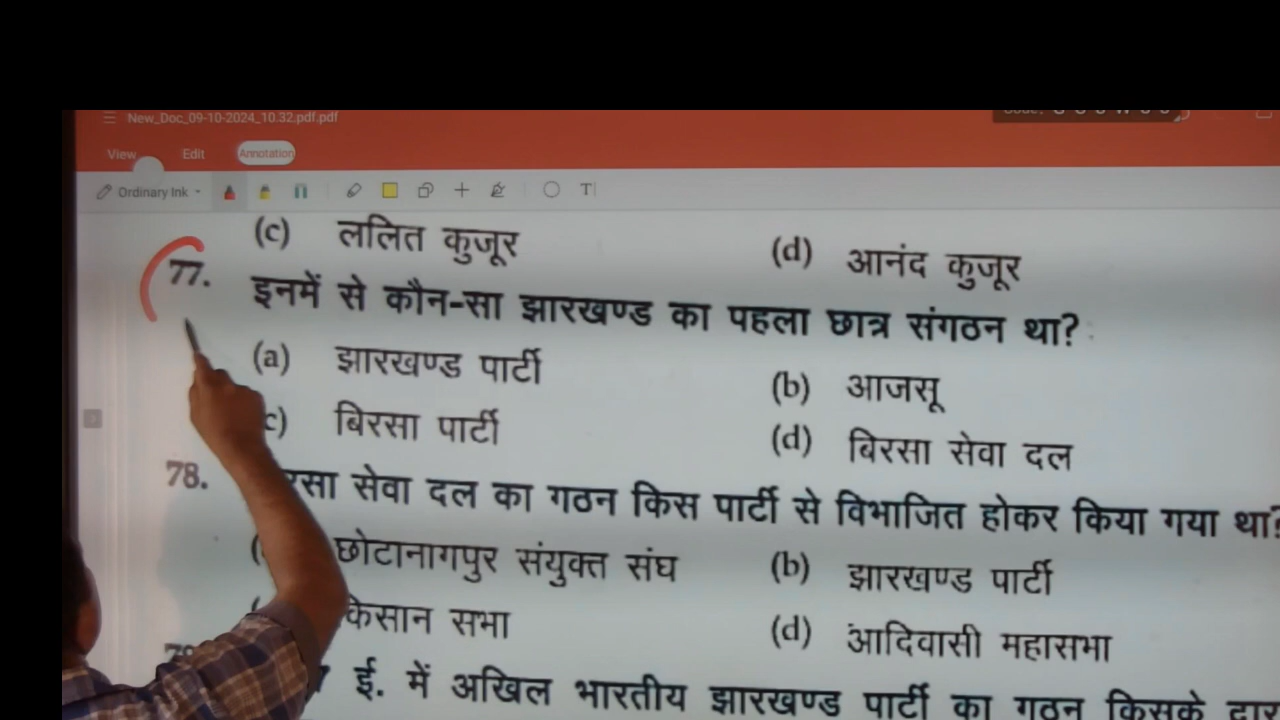 New_Doc_09-10-2024_10.32.pdf.pdf
View Edit Annotation
Ordinary Ink
(c) ललित कुजूर (d) आनंद कुजूर
77. इनमें से कौन-सा झारखण्ड का पहला छात्र संगठन था?
(a) झारखण्ड पार्टी (b) आजसू
c) बिरसा पार्टी (d) बिरसा सेवा दल
78. रसा सेवा दल का गठन किस पार्टी से विभाजित होकर किया गया था?
छोटानागपुर संयुक्त संघ (b) झारखण्ड पार्टी
किसान सभा (d) आदिवासी महासभा
ई. में अखिल भारतीय झारखण्ड पार्टी का गठन किसके